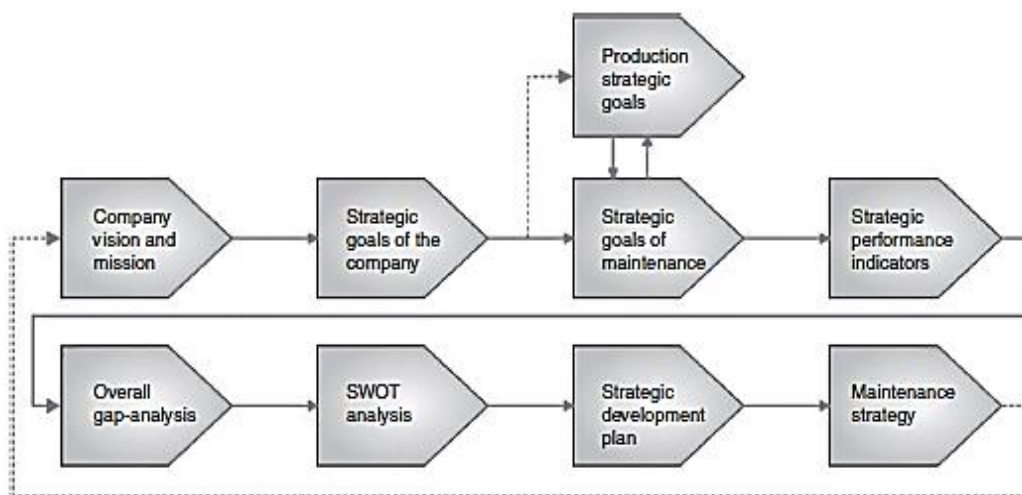 Production
strategic
goals
Company
vision and
mission
Strategic
goals of the
company
Strategic
goals of
maintenance
Strategic
performance
indicators
Overall
gap-analysis
SWOT
analysis
Strategic
development
plan
Maintenance
strategy